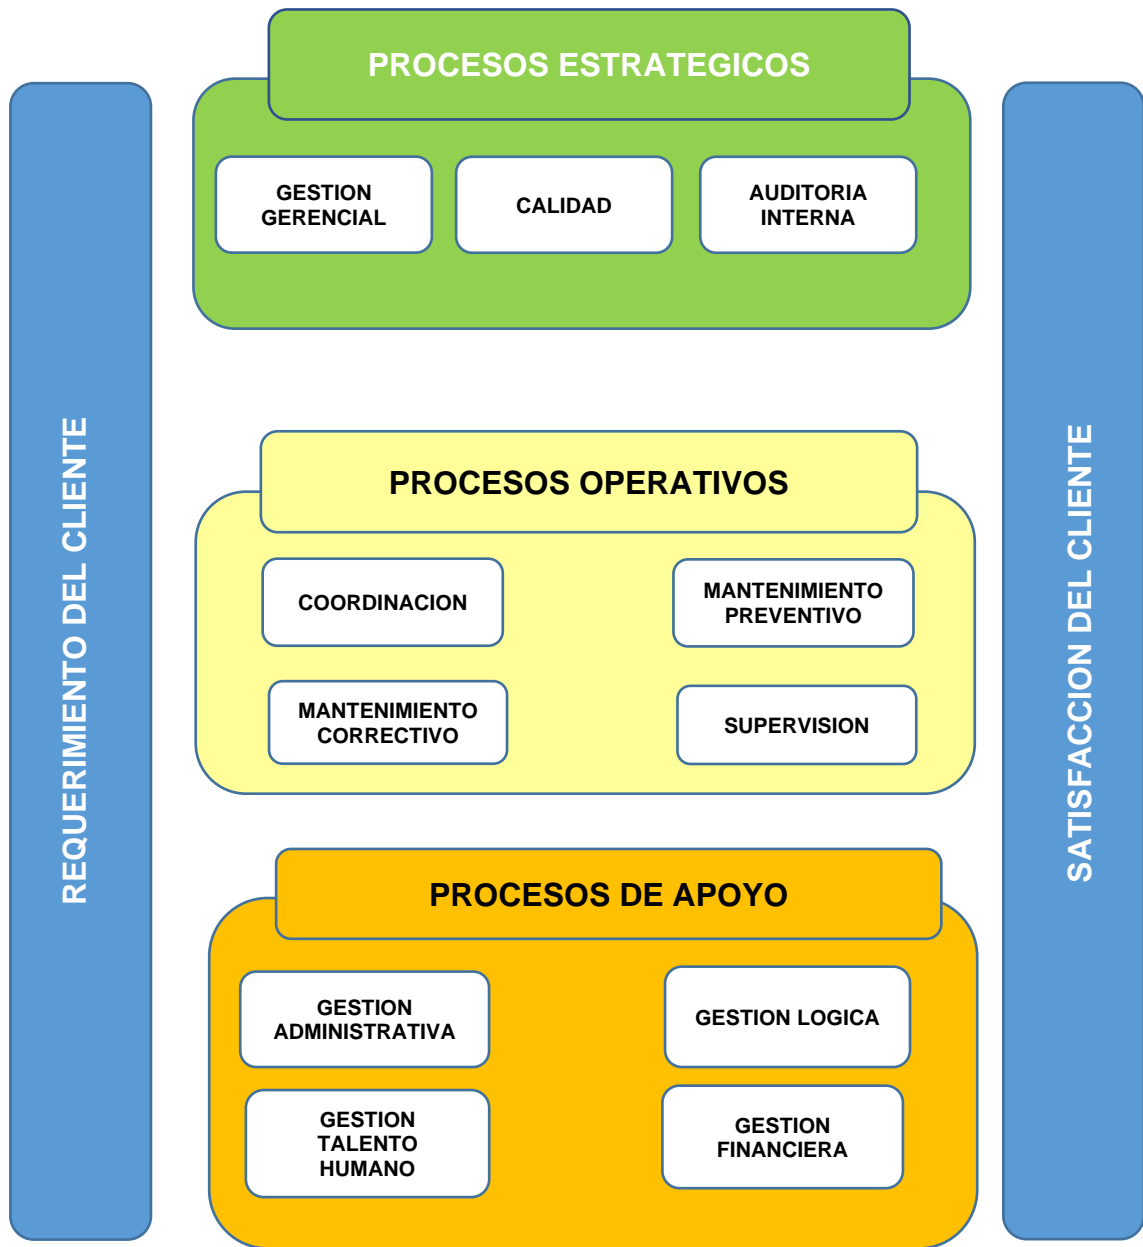 PROCESOS ESTRATEGICOS
GESTION
GERENCIAL
CALIDAD
AUDITORIA
INTERNA
REQUERIMIENTO DEL CLIENTE
PROCESOS OPERATIVOS
COORDINACION
MANTENIMIENTO
PREVENTIVO
MANTENIMIENTO
CORRECTIVO
SUPERVISION
SATISFACCION DEL CLIENTE
PROCESOS DE APOYO
GESTION
ADMINISTRATIVA
GESTION LOGICA
GESTION
TALENTO
HUMANO
GESTION
FINANCIERA